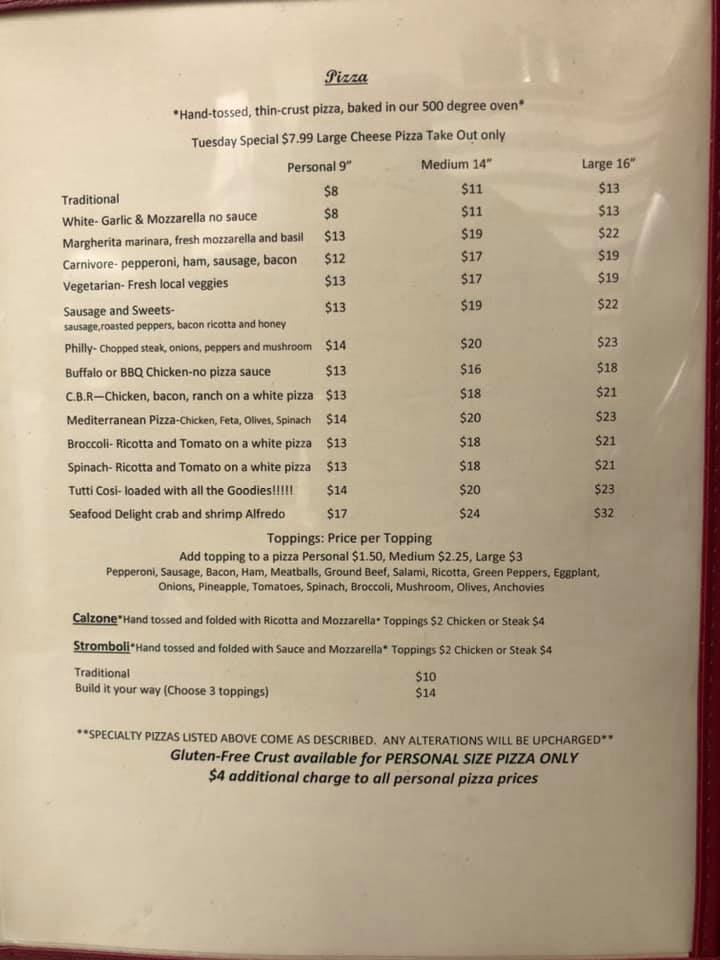 Pizza
*Hand-tossed, thin-crust pizza, baked in our 500 degree oven*
Tuesday Special $7.99 Large Cheese Pizza Take Out only
Personal 9" Medium 14" Large 16"
Traditional $8 $11 $13
White- Garlic & Mozzarella no sauce $8 $11 $13
Margherita marinara, fresh mozzarella and basil $13 $19 $22
Carnivore- pepperoni, ham, sausage, bacon $12 $17 $19
Vegetarian- Fresh local veggies $13 $17 $19
Sausage and Sweets- $13 $19 $22
sausage,roasted peppers, bacon ricotta and honey
Philly- Chopped steak, onions, peppers and mushroom $14 $20 $23
Buffalo or BBQ Chicken-no pizza sauce $13 $16 $18
C.B.R—Chicken, bacon, ranch on a white pizza $13 $18 $21
Mediterranean Pizza-Chicken, Feta, Olives, Spinach $14 $20 $23
Broccoli- Ricotta and Tomato on a white pizza $13 $18 $21
Spinach- Ricotta and Tomato on a white pizza $13 $18 $21
Tutti Cosi- loaded with all the Goodies!!!!! $14 $20 $23
Seafood Delight crab and shrimp Alfredo $17 $24 $32
Toppings: Price per Topping
Add topping to a pizza Personal $1.50, Medium $2.25, Large $3
Pepperoni, Sausage, Bacon, Ham, Meatballs, Ground Beef, Salami, Ricotta, Green Peppers, Eggplant,
Onions, Pineapple, Tomatoes, Spinach, Broccoli, Mushroom, Olives, Anchovies
Calzone*Hand tossed and folded with Ricotta and Mozzarella* Toppings $2 Chicken or Steak $4
Stromboli*Hand tossed and folded with Sauce and Mozzarella* Toppings $2 Chicken or Steak $4
Traditional $10
Build it your way (Choose 3 toppings) $14
**SPECIALTY PIZZAS LISTED ABOVE COME AS DESCRIBED. ANY ALTERATIONS WILL BE UPCHARGED**
Gluten-Free Crust available for PERSONAL SIZE PIZZA ONLY
$4 additional charge to all personal pizza prices